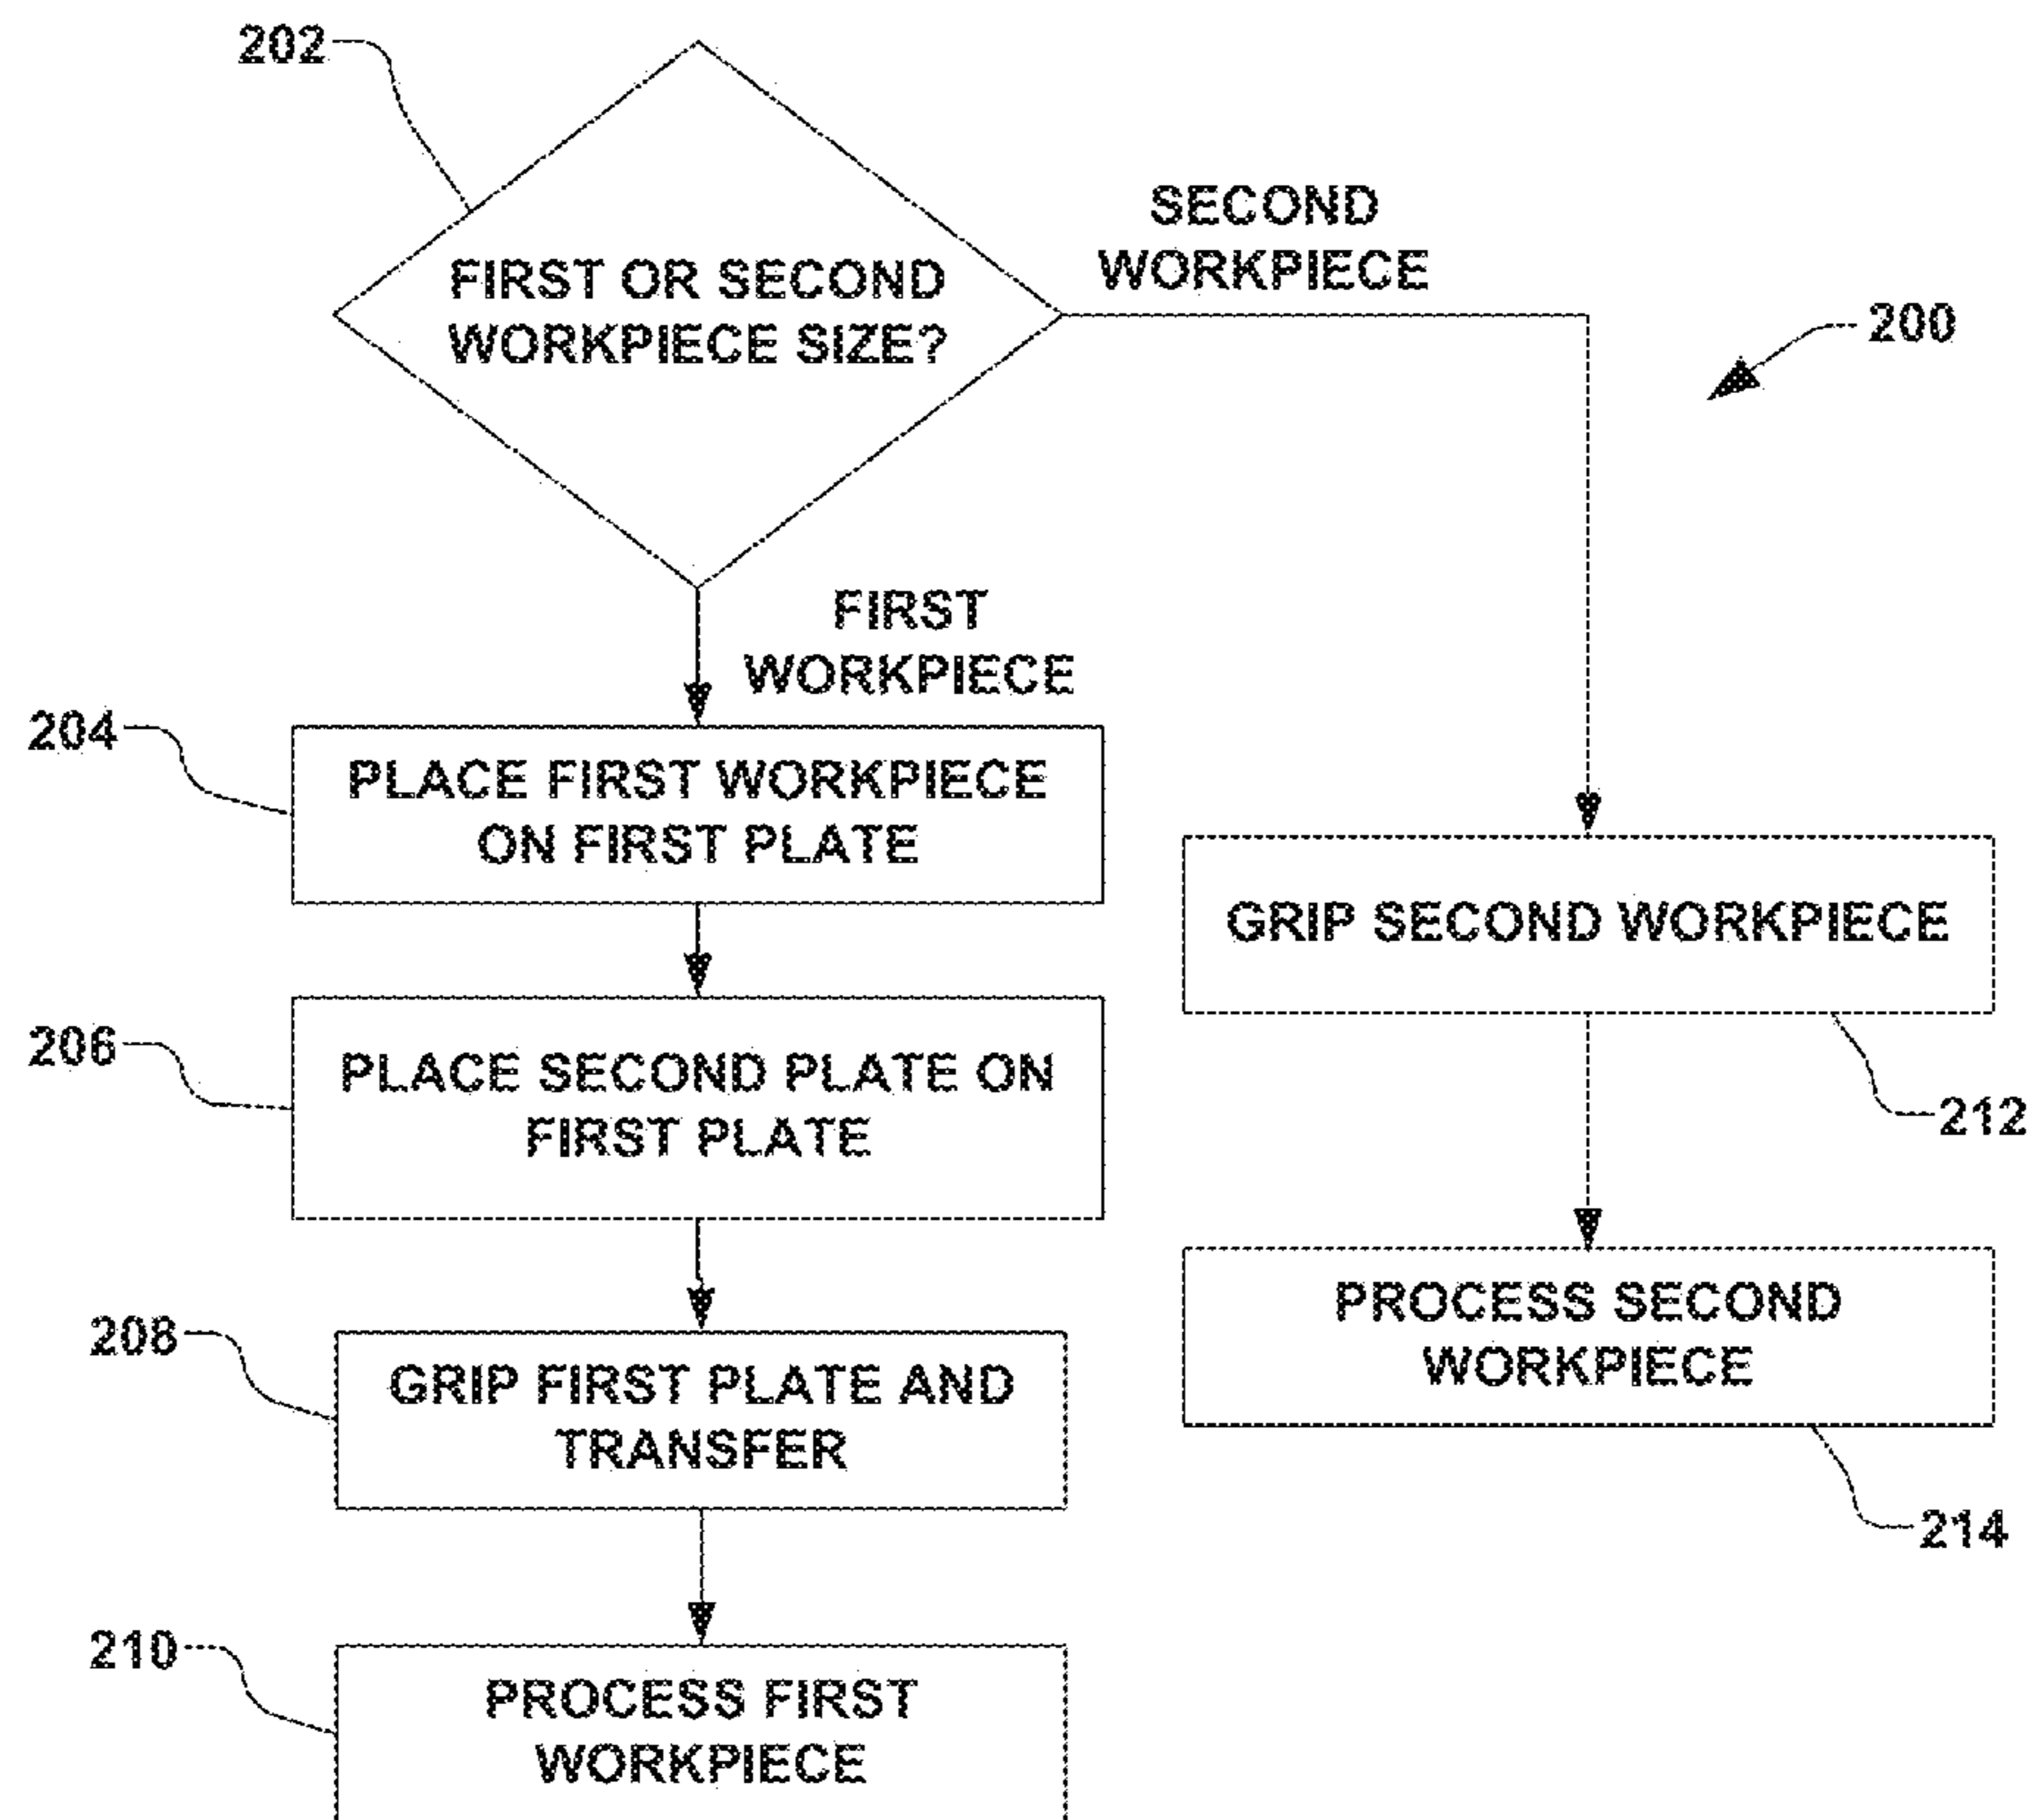 202
FIRST OR SECOND
WORKPIECE SIZE?
SECOND
WORKPIECE
200
FIRST
WORKPIECE
204
PLACE FIRST WORKPIECE
ON FIRST PLATE
206
PLACE SECOND PLATE ON
FIRST PLATE
208
GRIP FIRST PLATE AND
TRANSFER
210
PROCESS FIRST
WORKPIECE
GRIP SECOND WORKPIECE
212
PROCESS SECOND
WORKPIECE
214